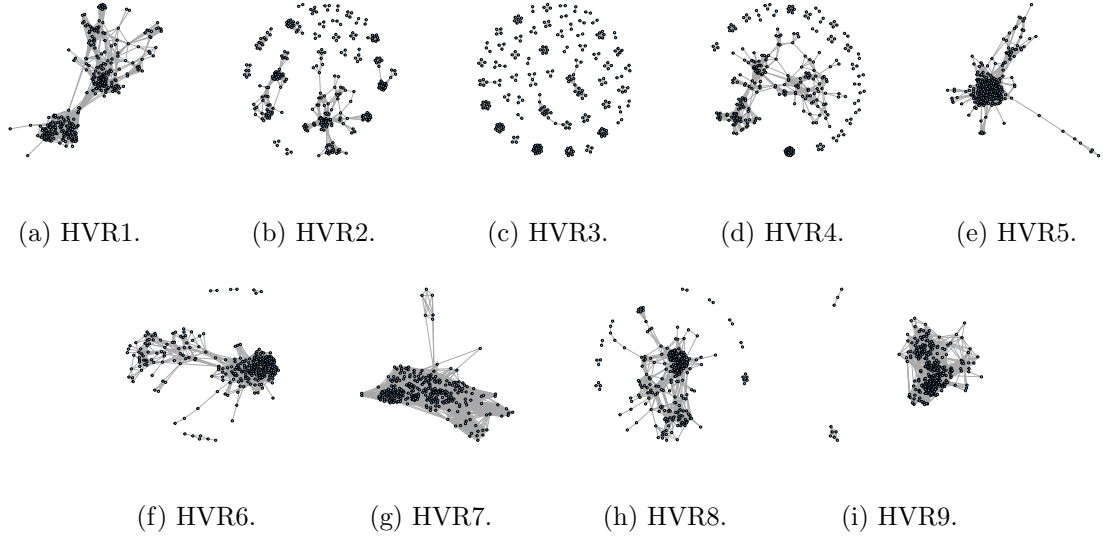 (a) HVR1. (b) HVR2. (c) HVR3. (d) HVR4. (e) HVR5.
(f) HVR6. (g) HVR7. (h) HVR8. (i) HVR9.